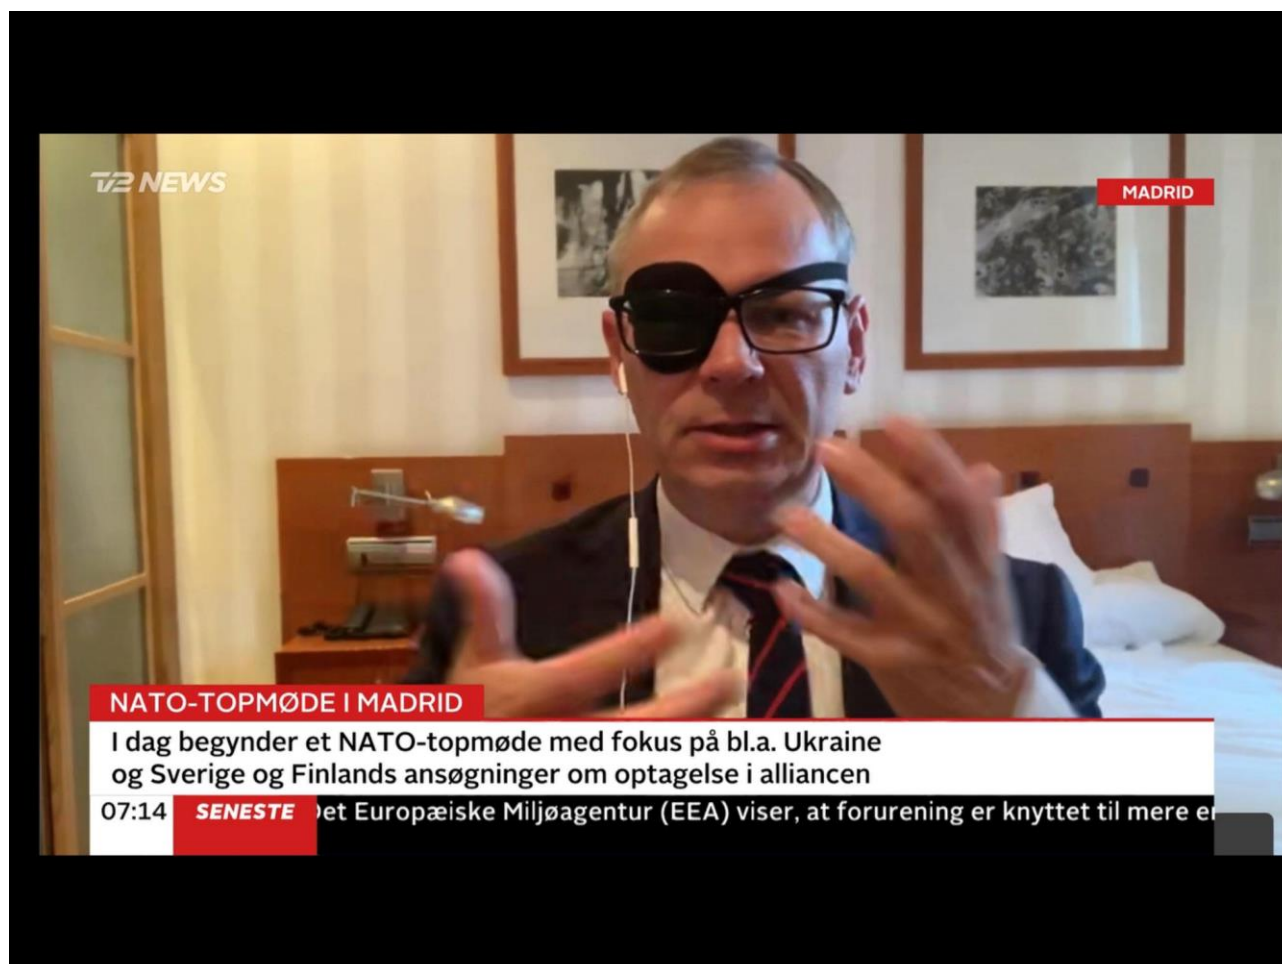 TV2 NEWS
MADRID
NATO-TOPMØDE I MADRID
I dag begynder et NATO-topmøde med fokus på bl.a. Ukraine
og Sverige og Finlands ansøgninger om optagelse i alliancen
07:14 SENESTE Det Europæiske Miljøagentur (EEA) viser, at forurening er knyttet til mere